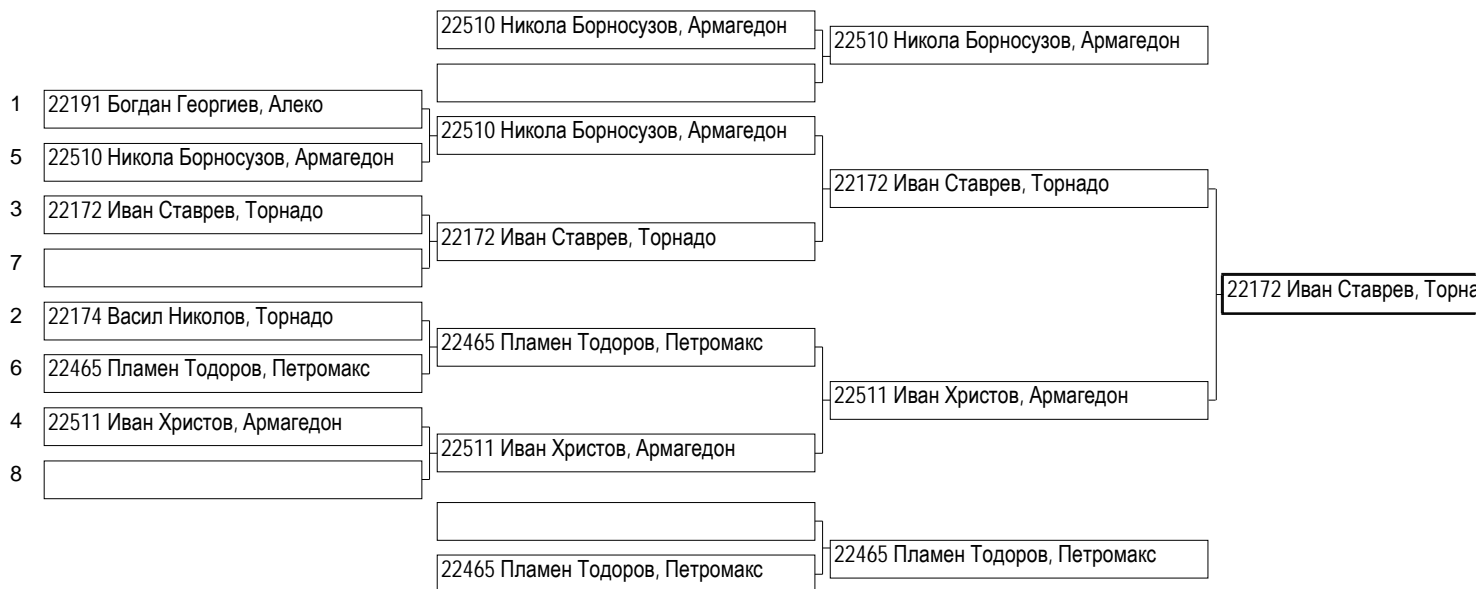 22510 Никола Борносузов, Армагедон
22510 Никола Борносузов, Армагедон
1 22191 Богдан Георгиев, Алеко
22510 Никола Борносузов, Армагедон
5 22510 Никола Борносузов, Армагедон
22172 Иван Ставрев, Торнадо
3 22172 Иван Ставрев, Торнадо
22172 Иван Ставрев, Торнадо
7
22172 Иван Ставрев, Торна
2 22174 Васил Николов, Торнадо
22465 Пламен Тодоров, Петромакс
6 22465 Пламен Тодоров, Петромакс
22511 Иван Христов, Армагедон
4 22511 Иван Христов, Армагедон
22511 Иван Христов, Армагедон
8
22465 Пламен Тодоров, Петромакс
22465 Пламен Тодоров, Петромакс